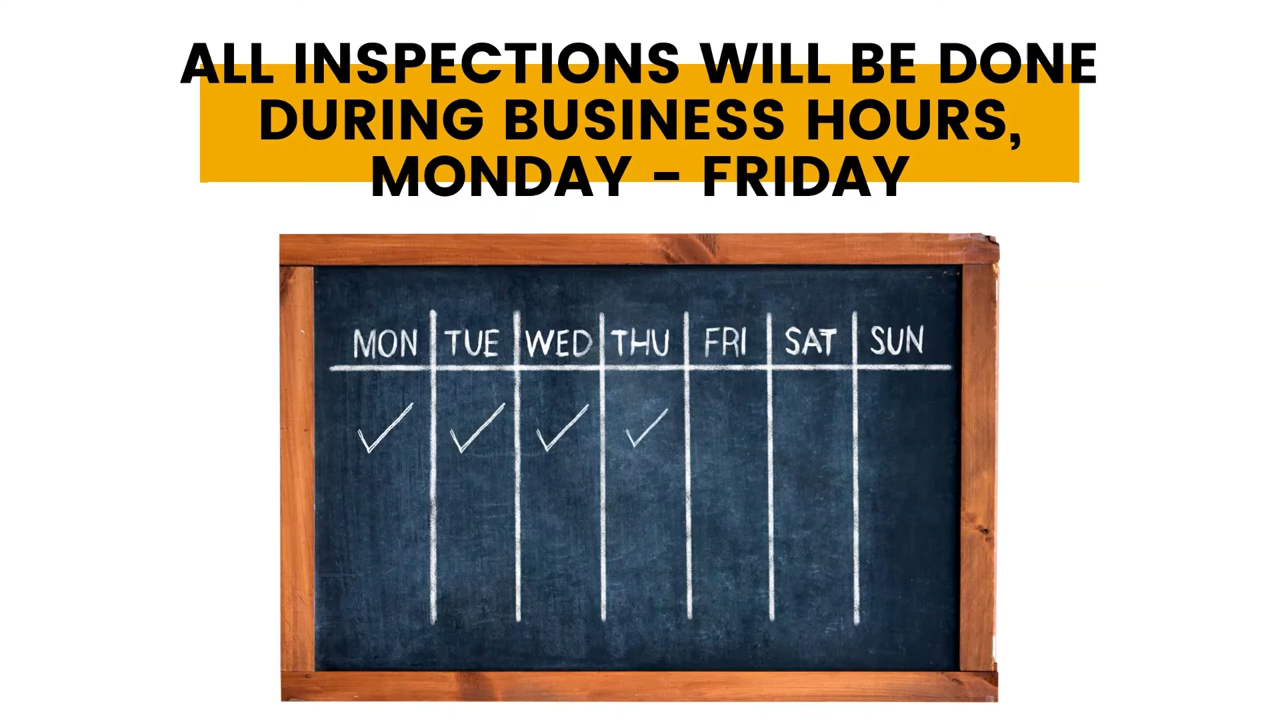 ALL INSPECTIONS WILL BE DONE
DURING BUSINESS HOURS,
MONDAY - FRIDAY
MON TUE WED THU FRI SAT SUN